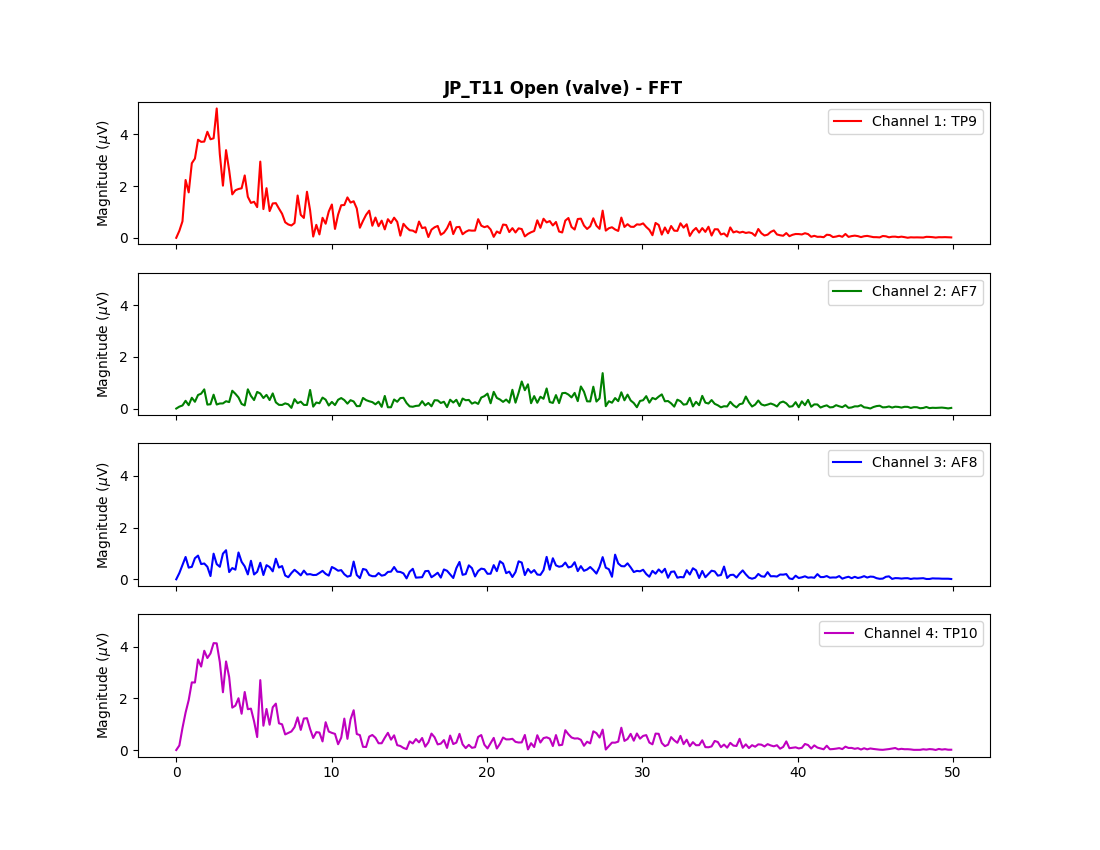 JP_T11 Open (valve) - FFT
Magnitude (μV)
4
2
0
Channel 1: TP9
Magnitude (μV)
4
2
0
Channel 2: AF7
Magnitude (μV)
4
2
0
Channel 3: AF8
Magnitude (μV)
4
2
0
Channel 4: TP10
0 10 20 30 40 50